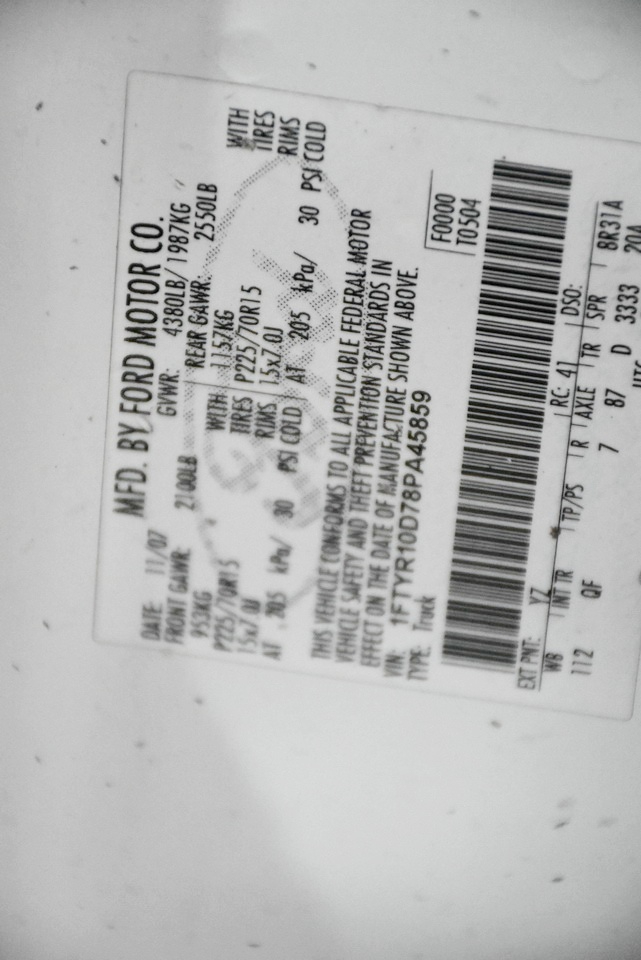 MFD. BY FORD MOTOR CO.
DATE: 11/07 GVWR: 4380LB/1987KG
FRONT GAWR: 2100LB REAR GAWR: 2550LB
953KG WITH 1157KG WITH
P225/70R15 TIRES P225/70R15 TIRES
15x7.0J RIMS 15x7.0J RIMS
AT 205 kPa/ 30 PSI COLD AT 205 kPa/ 30 PSI COLD
THIS VEHICLE CONFORMS TO ALL APPLICABLE FEDERAL MOTOR
VEHICLE SAFETY AND THEFT PREVENTION STANDARDS IN
EFFECT ON THE DATE OF MANUFACTURE SHOWN ABOVE.
VIN: 1FTYR10D78PA45859 F0000
TYPE: Truck T0504
EXT PNT: YZ RC: 41 DSO:
WB INT TR TP/PS R AXLE TR SPR 8R31A
112 QF 7 87 D 3333 20A